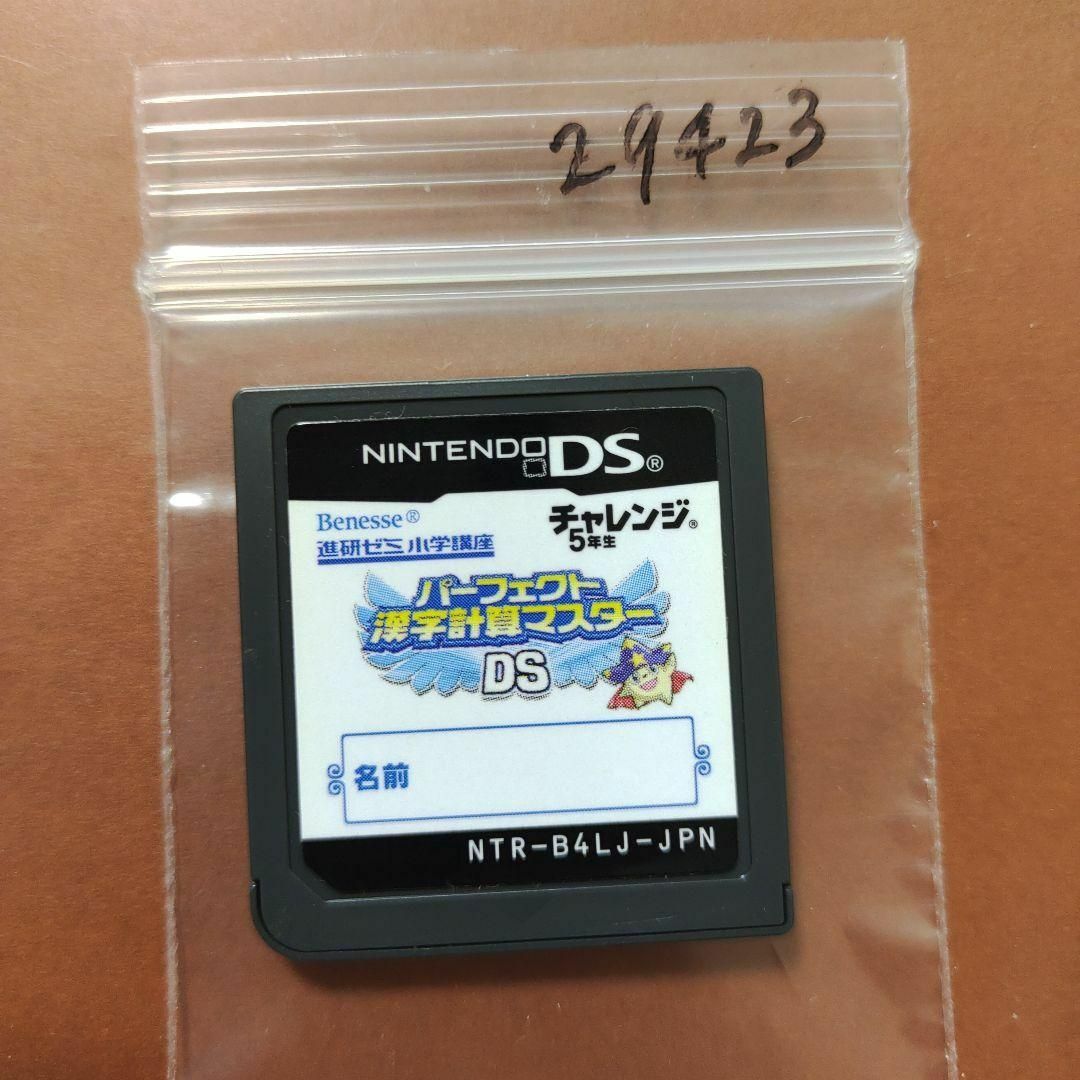 29423
NINTENDO DS®
Benesse®
進研ゼミ 小学講座
チャレンジ®
5年生
パーフェクト
漢字計算マスター
DS
名前
NTR-B4LJ-JPN